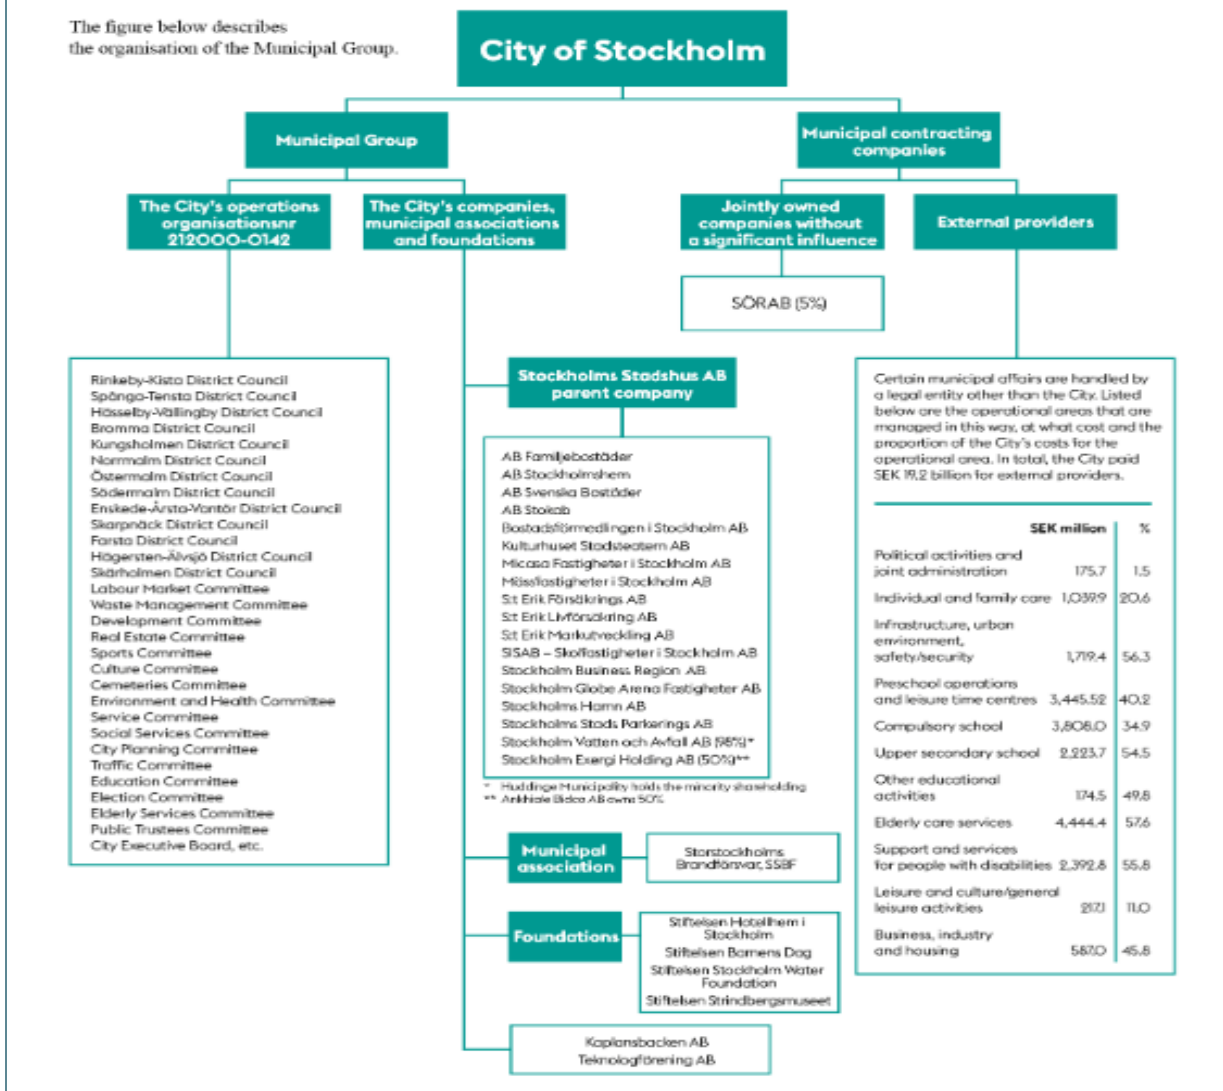 The figure below describes
the organisation of the Municipal Group.
City of Stockholm
Municipal Group
Municipal contracting
companies
The City's operations
organisationsnr
212000-0142
The City's companies,
municipal associations
and foundations
Jointly owned
companies without
a significant influence
External providers
SÖRAB (5%)
Rinkeby-Kista District Council
Spånga-Tensta District Council
Hässelby-Vällingby District Council
Bromma District Council
Kungsholmen District Council
Norrmalm District Council
Östermalm District Council
Södermalm District Council
Enskede-Årsta-Vantör District Council
Skarpnäck District Council
Farsta District Council
Hägersten-Älvsjö District Council
Skärholmen District Council
Labour Market Committee
Waste Management Committee
Development Committee
Real Estate Committee
Sports Committee
Culture Committee
Cemeteries Committee
Environment and Health Committee
Service Committee
Social Services Committee
City Planning Committee
Traffic Committee
Education Committee
Election Committee
Elderly Services Committee
Public Trustees Committee
City Executive Board, etc.
Stockholms Stadshus AB
parent company
AB Familjebostäder
AB Stockholmshem
AB Svenska Bostäder
AB Stokab
Bostadsförmedlingen i Stockholm AB
Kulturhuset Stadsteatern AB
Micasa Fastigheter i Stockholm AB
Mässfastigheter i Stockholm AB
S:t Erik Försäkrings AB
S:t Erik Livförsäkring AB
S:t Erik Markutveckling AB
SISAB – Skolfastigheter i Stockholm AB
Stockholm Business Region AB
Stockholm Globe Arena Fastigheter AB
Stockholms Hamn AB
Stockholms Stads Parkerings AB
Stockholm Vatten och Avfall AB (98%)*
Stockholm Exergi Holding AB (50%)**
* Huddinge Municipality holds the minority shareholding
** Ankhiale Bidco AB owns 50%
Municipal
association
Storstockholms
Brandförsvar, SSBF
Foundations
Stiftelsen Hotellhem i
Stockholm
Stiftelsen Barnens Dag
Stiftelsen Stockholm Water
Foundation
Stiftelsen Strindbergsmuseet
Kaplansbacken AB
Teknologförening AB
Certain municipal affairs are handled by
a legal entity other than the City. Listed
below are the operational areas that are
managed in this way, at what cost and the
proportion of the City's costs for the
operational area. In total, the City paid
SEK 19.2 billion for external providers.
SEK million %
Political activities and
joint administration 175.7 1.5
Individual and family care 1,039.9 20.6
Infrastructure, urban
environment,
safety/security 1,719.4 56.3
Preschool operations
and leisure time centres 3,445.52 40.2
Compulsory school 3,808.0 34.9
Upper secondary school 2,223.7 54.5
Other educational
activities 174.5 49.8
Elderly care services 4,444.4 57.6
Support and services
for people with disabilities 2,392.8 55.8
Leisure and culture/general
leisure activities 217.1 11.0
Business, industry
and housing 587.0 45.8